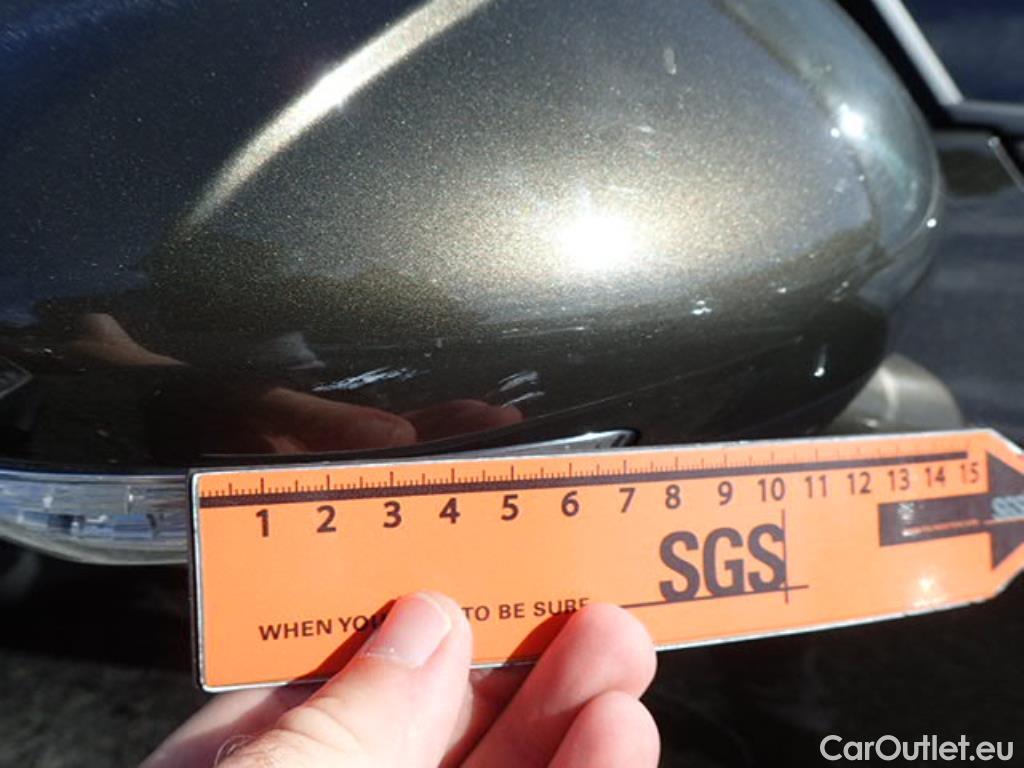 1 2 3 4 5 6 7 8 9 10 11 12 13 14 15
SGS
WHEN YOU TO BE SURE
CarOutlet.eu